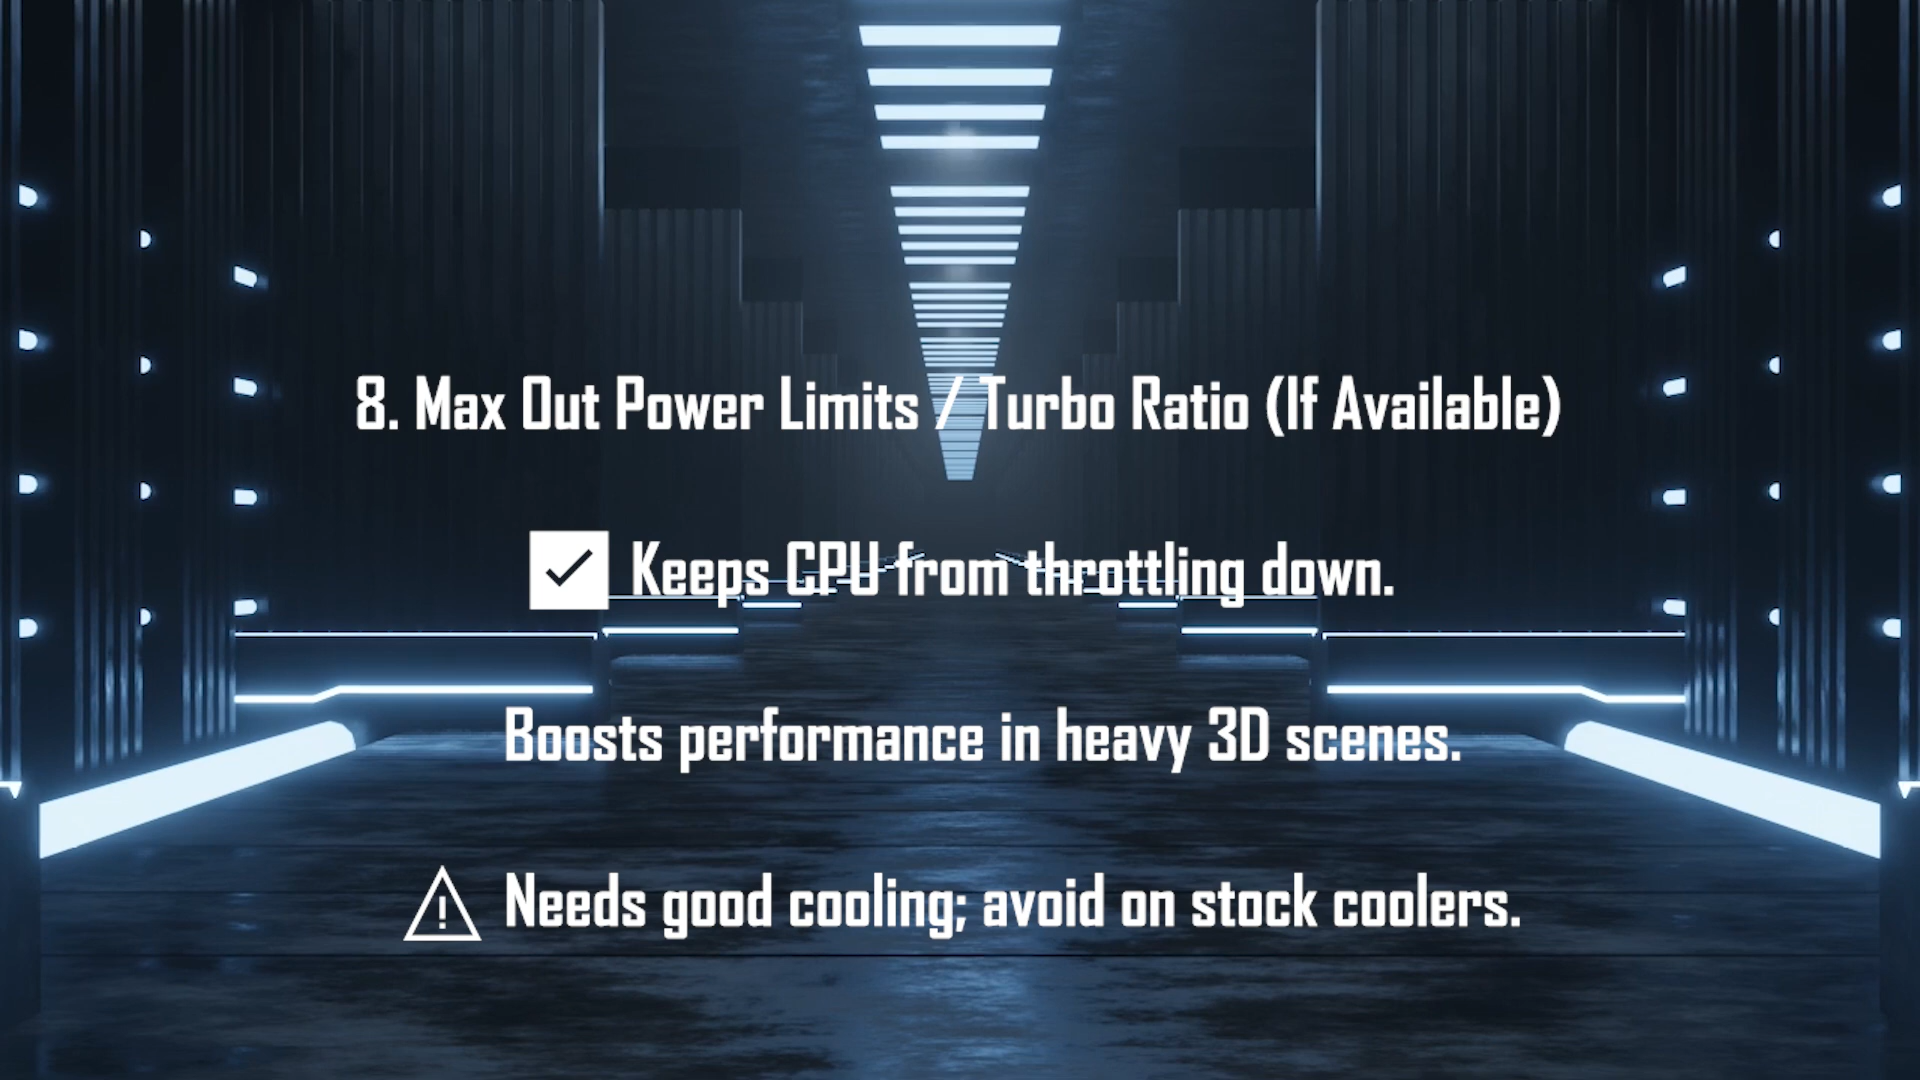 8. Max Out Power Limits / Turbo Ratio (If Available)
Keeps CPU from throttling down.
Boosts performance in heavy 3D scenes.
Needs good cooling; avoid on stock coolers.